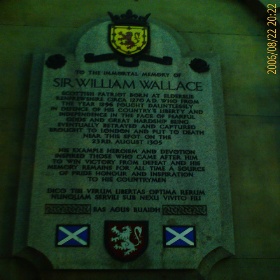 TO THE IMMORTAL MEMORY OF
SIR WILLIAM WALLACE
SCOTTISH PATRIOT BORN AT ELDERSLIE
RENFREWSHIRE CIRCA 1270 A.D. WHO FROM
THE YEAR 1296 FOUGHT DAUNTLESSLY
IN DEFENCE OF HIS COUNTRY'S LIBERTY AND
INDEPENDENCE IN THE FACE OF FEARFUL
ODDS AND GREAT HARDSHIP BEING
EVENTUALLY BETRAYED AND CAPTURED
BROUGHT TO LONDON AND PUT TO DEATH
NEAR THIS SPOT ON THE
23RD AUGUST 1305
HIS EXAMPLE HEROISM AND DEVOTION
INSPIRED THOSE WHO CAME AFTER HIM
TO WIN VICTORY FROM DEFEAT AND HIS
MEMORY REMAINS FOR ALL TIME A SOURCE
OF PRIDE HONOUR AND INSPIRATION
TO HIS COUNTRYMEN
DICO TIBI VERUM LIBERTAS OPTIMA RERUM
NUNQUAM SERVILI SUB NEXU VIVITO FILI
BAS AGUS BUAIDH
2006/08/22 20:22